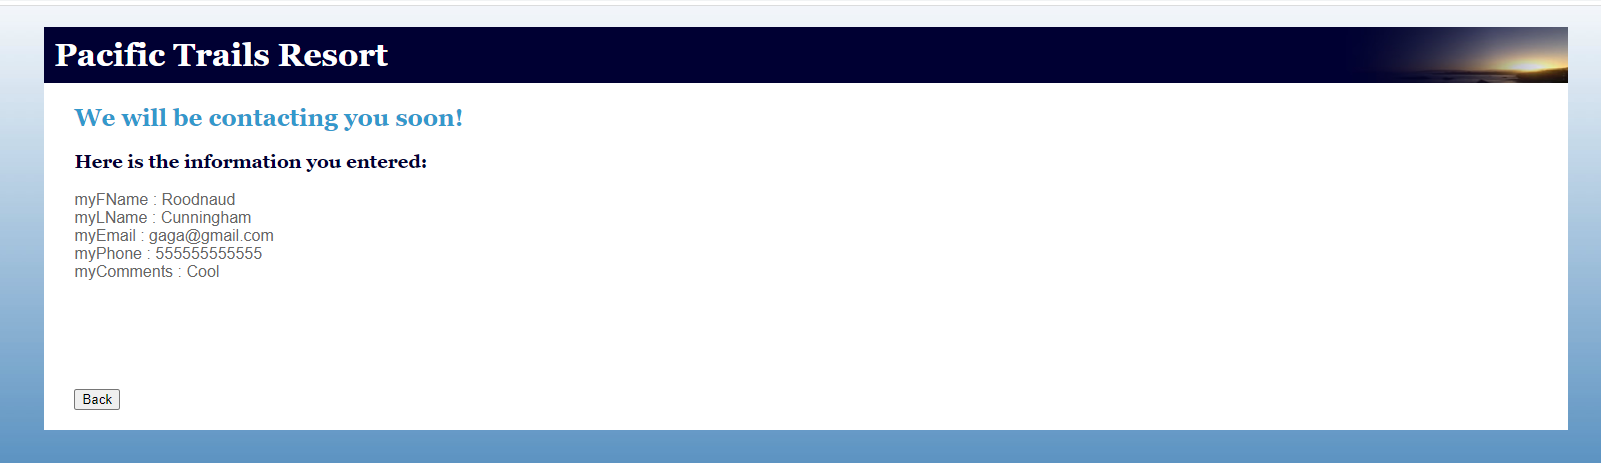 Pacific Trails Resort
We will be contacting you soon!
Here is the information you entered:
myFName : Roodnaud
myLName : Cunningham
myEmail : gaga@gmail.com
myPhone : 555555555555
myComments : Cool
Back